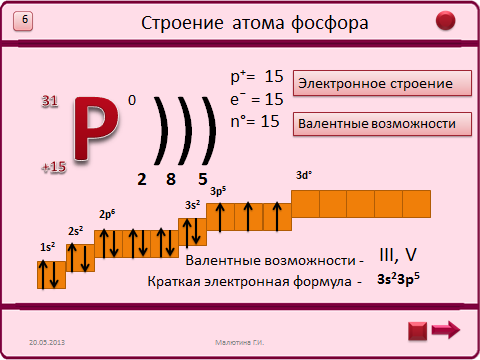 6
Строение атома фосфора
31
P
0
+15
)))
2 8 5
p⁺= 15
e⁻ = 15
n°= 15
Электронное строение
Валентные возможности
1s²
2s²
2p⁶
3s²
3p⁵
3d°
Валентные возможности - III, V
Краткая электронная формула - 3s²3p⁵
20.05.2013
Малютина Г.И.